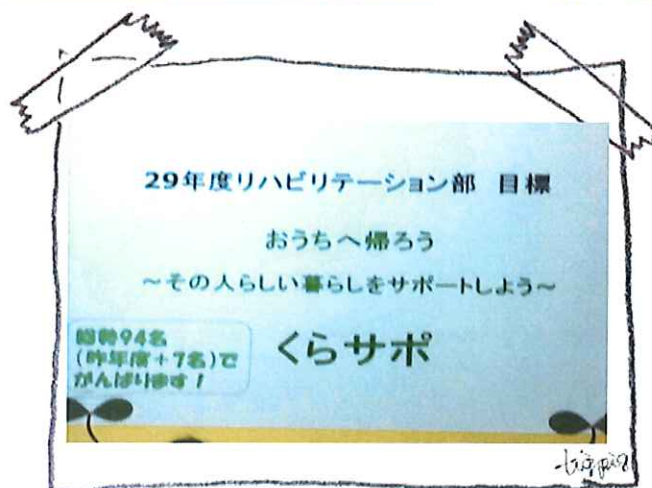 29年度リハビリテーション部 目標
おうちへ帰ろう
~その人らしい暮らしをサポートしよう~
くらサポ
総勢94名
(昨年度+7名)で
がんばります!